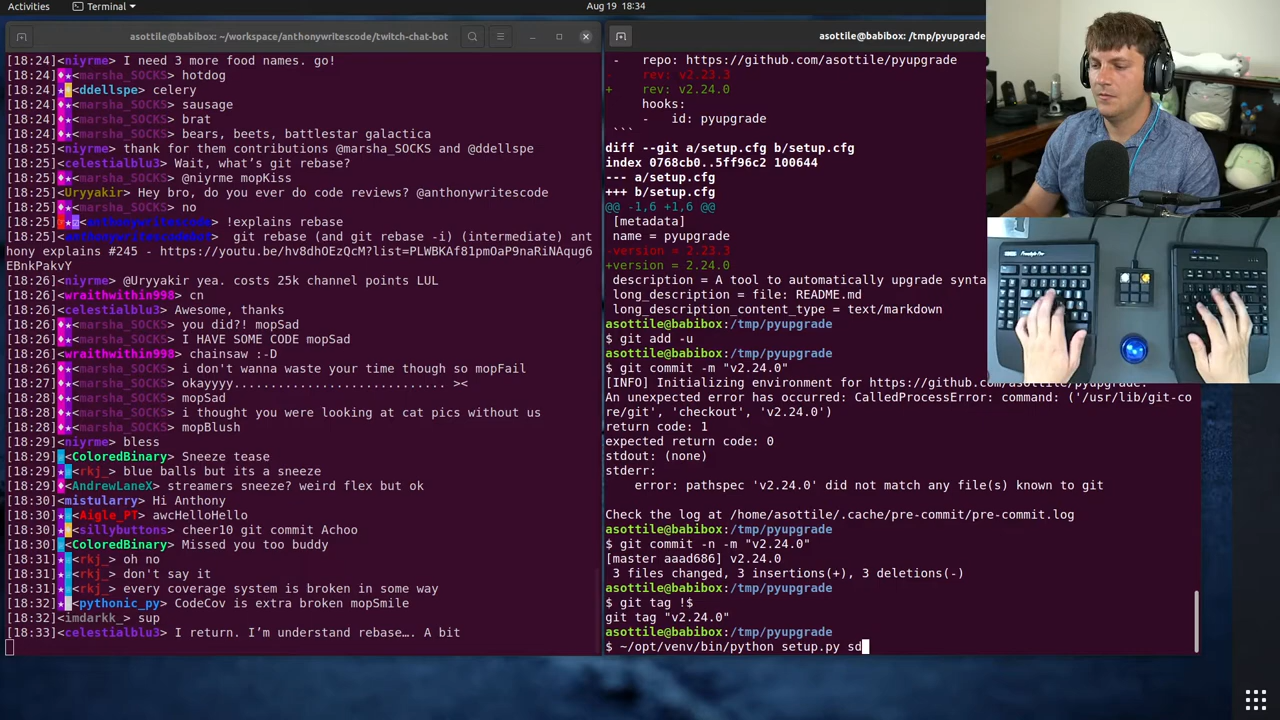 Activities
Terminal
Aug 19 18:34
asottile@babibox: ~/workspace/anthonywritescode/twitch-chat-bot
[18:24]<niyrme> I need 3 more food names. go!
[18:24]<marsha_SOCKS> hotdog
[18:24]<ddellspe> celery
[18:24]<marsha_SOCKS> sausage
[18:24]<marsha_SOCKS> brat
[18:24]<marsha_SOCKS> bears, beets, battlestar galactica
[18:25]<niyrme> thank for them contributions @marsha_SOCKS and @ddellspe
[18:25]<celestialblu3> Wait, what’s git rebase?
[18:25]<marsha_SOCKS> @niyrme mopKiss
[18:25]<Uryyakir> Hey bro, do you ever do code reviews? @anthonywritescode
[18:25]<marsha_SOCKS> no
[18:25]<anthonywritescode> !explains rebase
[18:25]<anthonywritescodebot> git rebase (and git rebase -i) (intermediate) ant
hony explains #245 - https://youtu.be/hv8dhCEzQcM?list=PLWBKAf81pmOaP9naRiNAqug6
EBnkPakvY
[18:26]<niyrme> @Uryyakir yea. costs 25k channel points LUL
[18:26]<wraithwithin998> cn
[18:26]<celestialblu3> Awesome, thanks
[18:26]<marsha_SOCKS> you did?! mopSad
[18:26]<marsha_SOCKS> I HAVE SOME CODE mopSad
[18:26]<wraithwithin998> chainsaw :-D
[18:26]<marsha_SOCKS> i don't wanna waste your time though so mopFail
[18:27]<marsha_SOCKS> okayyyy............................ ><
[18:27]<marsha_SOCKS> mopSad
[18:28]<marsha_SOCKS> i thought you were looking at cat pics without us
[18:28]<marsha_SOCKS> mopBlush
[18:29]<niyrme> bless
[18:29]<ColoredBinary> Sneeze tease
[18:29]<rkj_> blue balls but its a sneeze
[18:29]<AndrewLaneX> streamers sneeze? weird flex but ok
[18:30]<mistularry> Hi Anthony
[18:30]<Aigle_PT> awcHelloHello
[18:30]<sillybuttons> cheer10 git commit Achoo
[18:30]<ColoredBinary> Missed you too buddy
[18:31]<rkj_> oh no
[18:31]<rkj_> don't say it
[18:31]<rkj_> every coverage system is broken in some way
[18:32]<pythonic_py> CodeCov is extra broken mopSmile
[18:32]<imdarkk_> sup
[18:33]<celestialblu3> I return. I’m understand rebase…. A bit
asottile@babibox: /tmp/pyupgrade
-   repo: https://github.com/asottile/pyupgrade
-    rev: v2.23.3
+    rev: v2.24.0
hooks:
-   id: pyupgrade
```
diff --git a/setup.cfg b/setup.cfg
index 0768cb0..5ff96c2 100644
--- a/setup.cfg
+++ b/setup.cfg
@@ -1,6 +1,6 @@
[metadata]
name = pyupgrade
-version = 2.23.3
+version = 2.24.0
description = A tool to automatically upgrade synta
long_description = file: README.md
long_description_content_type = text/markdown
asottile@babibox:/tmp/pyupgrade
$ git add -u
asottile@babibox:/tmp/pyupgrade
$ git commit -m "v2.24.0"
[INFO] Initializing environment for https://github.com/asottile/pyupgrade.
An unexpected error has occurred: CalledProcessError: command: ('/usr/lib/git-co
re/git', 'checkout', 'v2.24.0')
return code: 1
expected return code: 0
stdout: (none)
stderr:
error: pathspec 'v2.24.0' did not match any file(s) known to git
Check the log at /home/asottile/.cache/pre-commit/pre-commit.log
asottile@babibox:/tmp/pyupgrade
$ git commit -n -m "v2.24.0"
[master aaad686] v2.24.0
3 files changed, 3 insertions(+), 3 deletions(-)
asottile@babibox:/tmp/pyupgrade
$ git tag !$
git tag "v2.24.0"
asottile@babibox:/tmp/pyupgrade
$ ~/opt/venv/bin/python setup.py sd